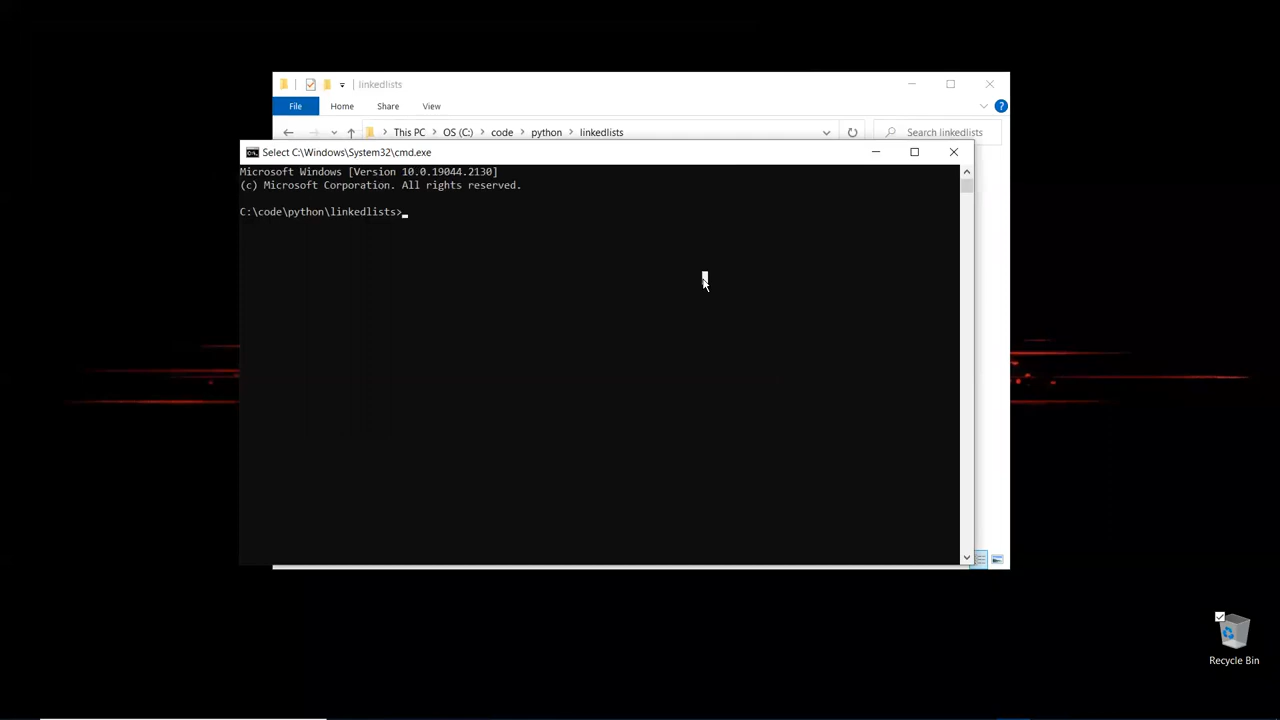 linkedlists
File Home Share View
This PC OS (C:) code python linkedlists Search linkedlists
Select C:\Windows\System32\cmd.exe
Microsoft Windows [Version 10.0.19044.2130]
(c) Microsoft Corporation. All rights reserved.
C:\code\python\linkedlists>
Recycle Bin